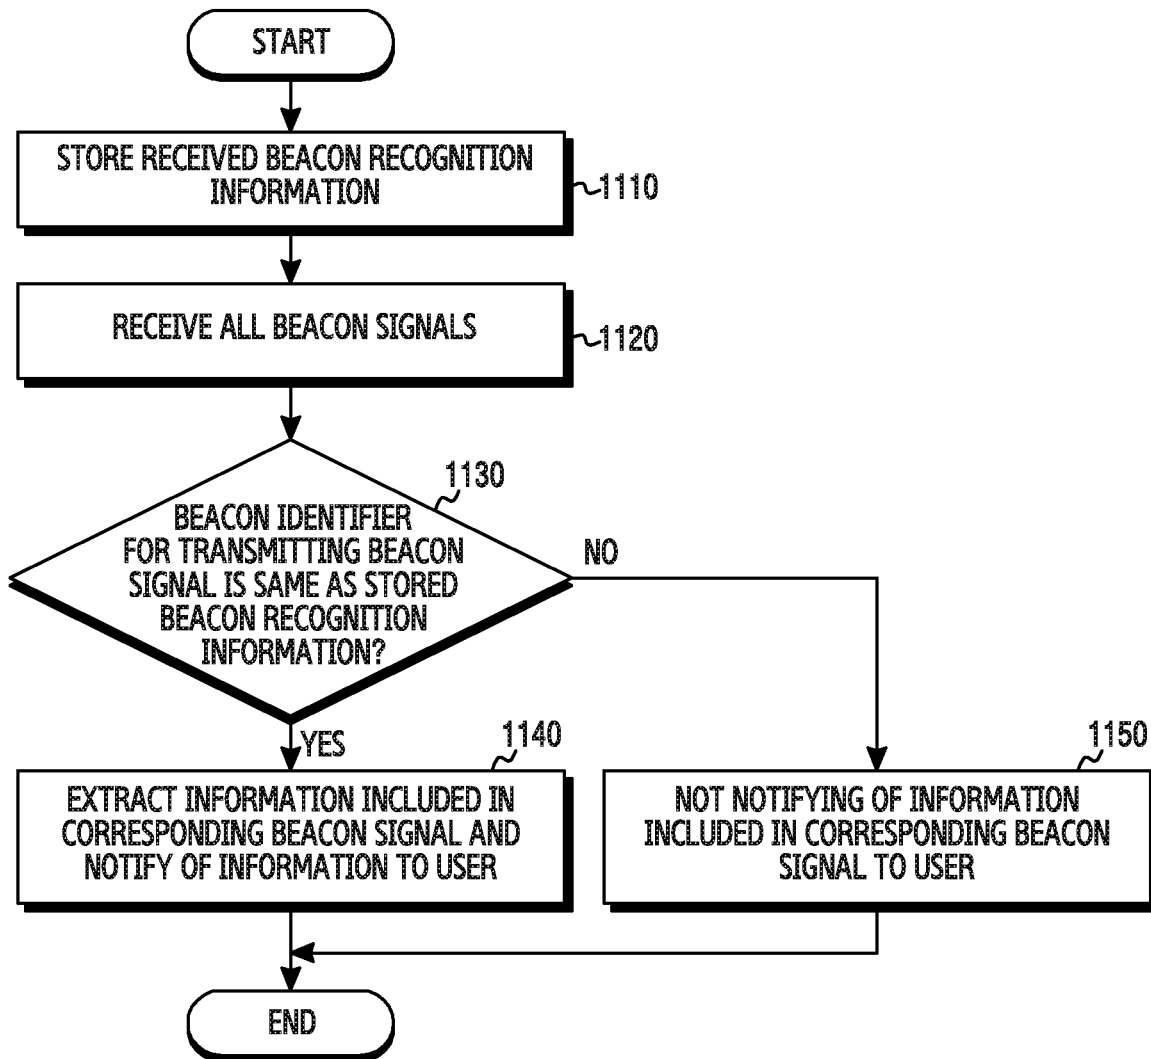 START
STORE RECEIVED BEACON RECOGNITION
INFORMATION
1110
RECEIVE ALL BEACON SIGNALS
1120
1130
BEACON IDENTIFIER
FOR TRANSMITTING BEACON
SIGNAL IS SAME AS STORED
BEACON RECOGNITION
INFORMATION?
NO
YES
1140
EXTRACT INFORMATION INCLUDED IN
CORRESPONDING BEACON SIGNAL AND
NOTIFY OF INFORMATION TO USER
1150
NOT NOTIFYING OF INFORMATION
INCLUDED IN CORRESPONDING BEACON
SIGNAL TO USER
END